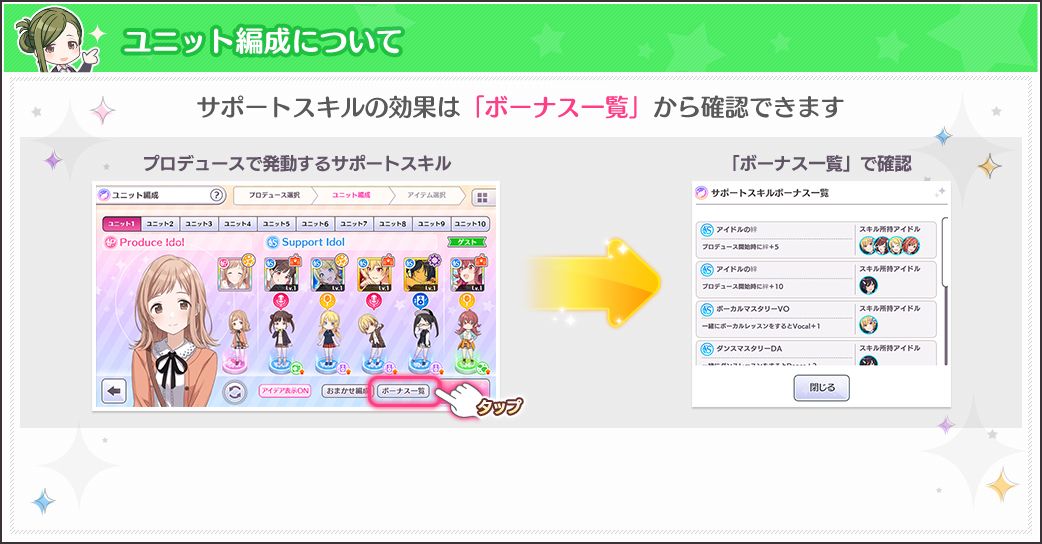 ユニット編成について
サポートスキルの効果は「ボーナス一覧」から確認できます
プロデュースで発動するサポートスキル
ユニット編成
?
プロデュース選択
ユニット編成
アイテム選択
ユニット1 ユニット2 ユニット3 ユニット4 ユニット5 ユニット6 ユニット7 ユニット8 ユニット9 ユニット10
Produce Idol
Support Idol
ゲスト
Lv.1 Lv.1 Lv.1 Lv.1 Lv.1
アイデア表示ON
おまかせ編成
ボーナス一覧
タップ
「ボーナス一覧」で確認
サポートスキルボーナス一覧
アイドルの絆
スキル所持アイドル
プロデュース開始時に絆+5
アイドルの絆
スキル所持アイドル
プロデュース開始時に絆+10
ボーカルマスタリーVO
スキル所持アイドル
一緒にボーカルレッスンをするとVocal+1
ダンスマスタリーDA
スキル所持アイドル
閉じる